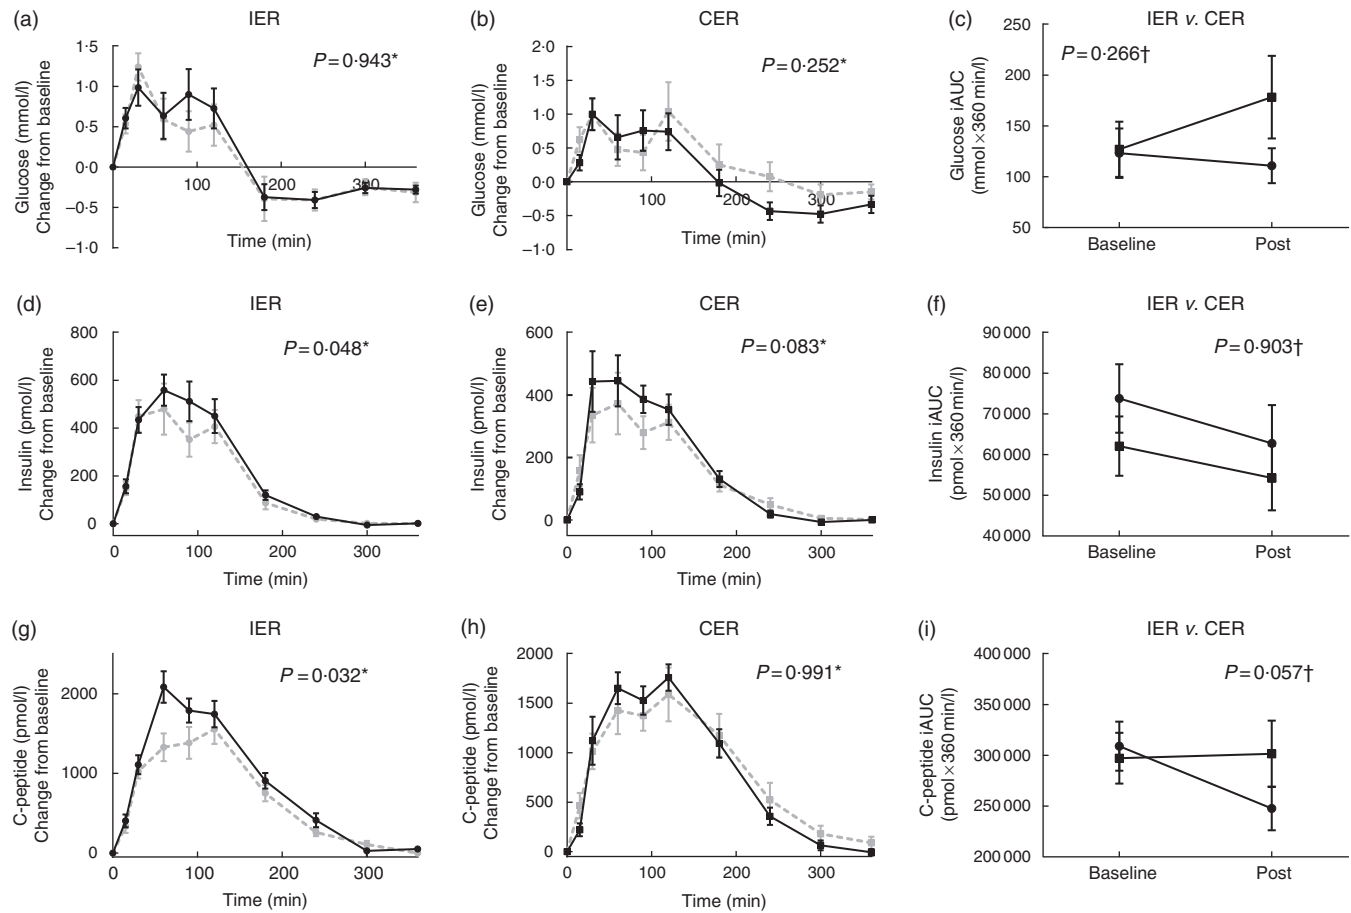 (a)
IER
Glucose (mmol/l)
Change from baseline
1·5
1·0
0·5
0·0
–0·5
–1·0
P=0·943*
100
200
300
Time (min)
(b)
CER
Glucose (mmol/l)
Change from baseline
2·0
1·5
1·0
0·5
0·0
–0·5
–1·0
P=0·252*
100
200
300
Time (min)
(c)
IER v. CER
Glucose iAUC
(mmol×360 min/l)
250
200
150
100
50
P=0·266†
Baseline
Post
(d)
IER
Insulin (pmol/l)
Change from baseline
800
600
400
200
0
P=0·048*
0
100
200
300
Time (min)
(e)
CER
Insulin (pmol/l)
Change from baseline
600
400
200
0
P=0·083*
0
100
200
300
Time (min)
(f)
IER v. CER
Insulin iAUC
(pmol×360 min/l)
90 000
80 000
70 000
60 000
50 000
40 000
P=0·903†
Baseline
Post
(g)
IER
C-peptide (pmol/l)
Change from baseline
2000
1000
0
P=0·032*
0
100
200
300
Time (min)
(h)
CER
C-peptide (pmol/l)
Change from baseline
2000
1500
1000
500
0
P=0·991*
0
100
200
300
Time (min)
(i)
IER v. CER
C-peptide iAUC
(pmol×360 min/l)
400 000
350 000
300 000
250 000
200 000
P=0·057†
Baseline
Post